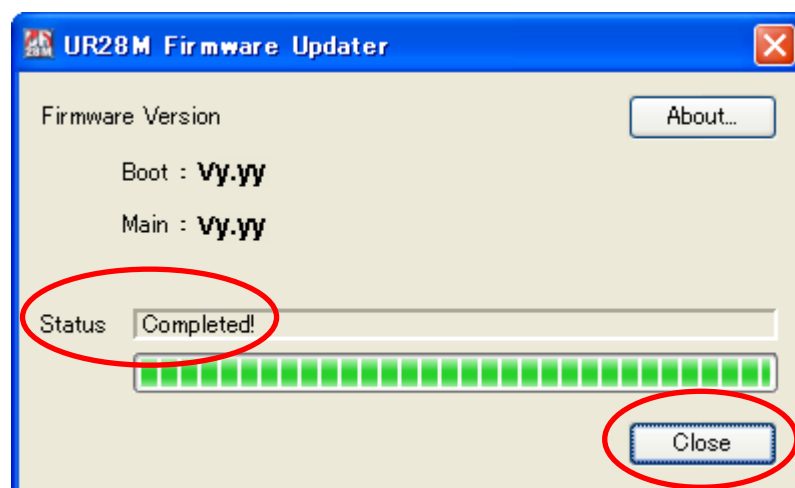 UR28M Firmware Updater
Firmware Version
About...
Boot : Vy.yy
Main : Vy.yy
Status Completed!
Close